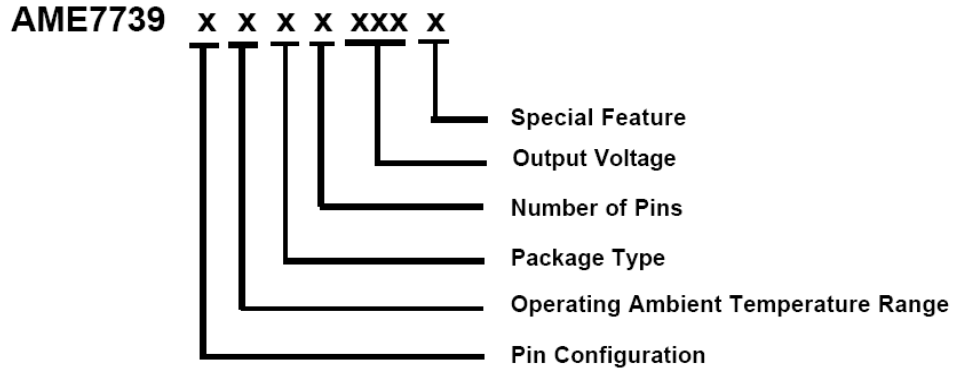 AME7739 x x x x xxx x
Special Feature
Output Voltage
Number of Pins
Package Type
Operating Ambient Temperature Range
Pin Configuration